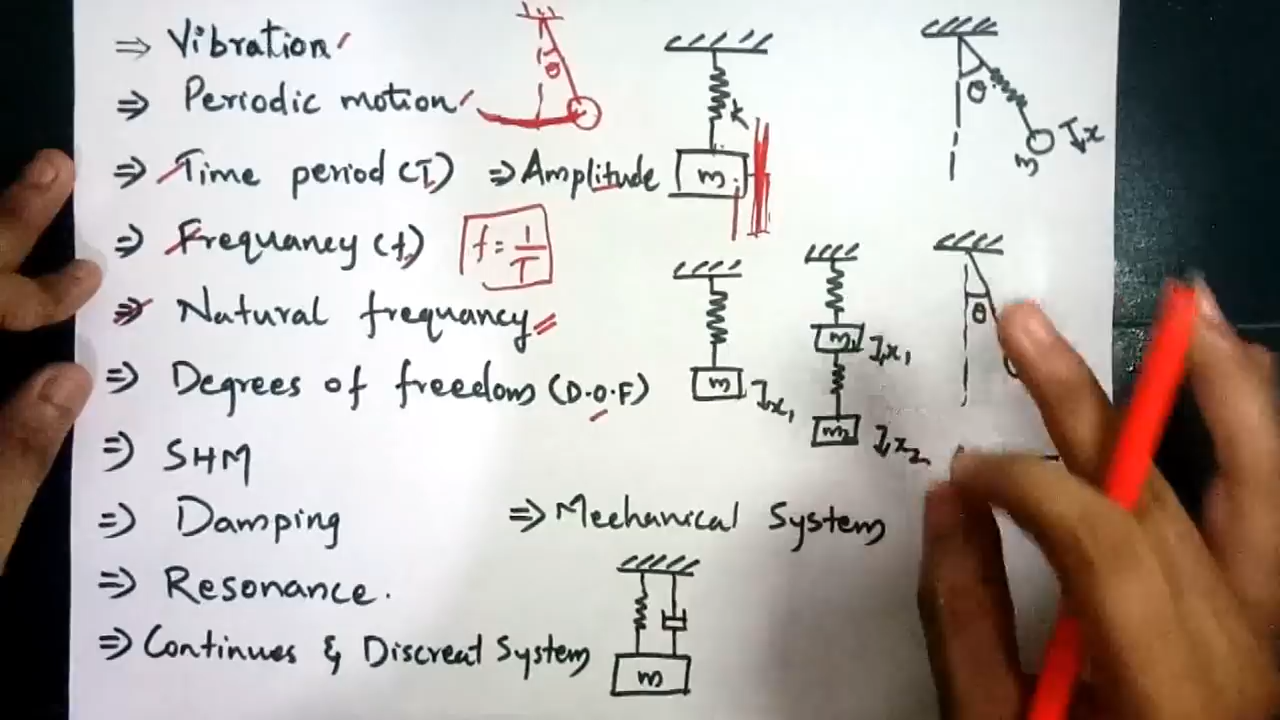 ⇒ Vibration
⇒ Periodic motion
⇒ Time period (T) ⇒ Amplitude
⇒ Frequancy (f)
f = 1/T
⇒ Natural frequancy
⇒ Degrees of freedom (D.O.F)
⇒ SHM
⇒ Damping
⇒ Mechanical System
⇒ Resonance.
⇒ Continues & Discreat System
θ
K
m
θ
m
x
m
x₁
m₁
x₁
m₂
x₂
θ
m